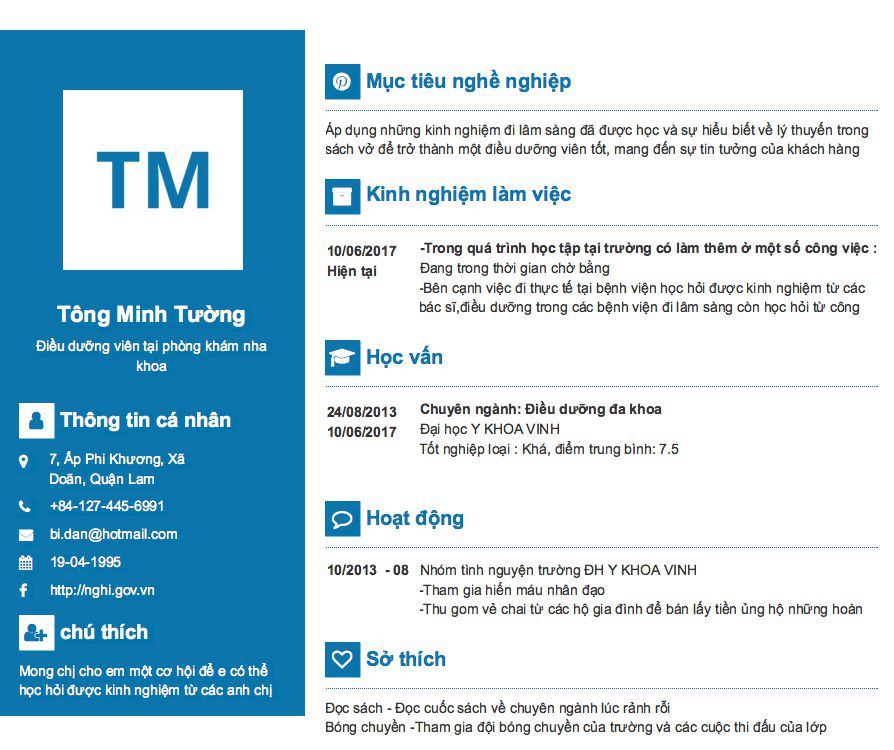 TM
Tông Minh Tường
Điều dưỡng viên tại phòng khám nha
khoa
Thông tin cá nhân
7, Ấp Phi Khương, Xã
Doãn, Quận Lam
+84-127-445-6991
bi.dan@hotmail.com
19-04-1995
http://nghi.gov.vn
chú thích
Mong chị cho em một cơ hội để e có thể
học hỏi được kinh nghiệm từ các anh chị
Mục tiêu nghề nghiệp
Áp dụng những kinh nghiệm đi lâm sàng đã được học và sự hiểu biết về lý thuyến trong
sách vở để trở thành một điều dưỡng viên tốt, mang đến sự tin tưởng của khách hàng
Kinh nghiệm làm việc
10/06/2017
Hiện tại
-Trong quá trình học tập tại trường có làm thêm ở một số công việc :
Đang trong thời gian chờ bằng
-Bên cạnh việc đi thực tế tại bệnh viện học hỏi được kinh nghiệm từ các
bác sĩ,điều dưỡng trong các bệnh viện đi lâm sàng còn học hỏi từ công
Học vấn
24/08/2013
10/06/2017
Chuyên ngành: Điều dưỡng đa khoa
Đại học Y KHOA VINH
Tốt nghiệp loại : Khá, điểm trung bình: 7.5
Hoạt động
10/2013 - 08
Nhóm tình nguyện trường ĐH Y KHOA VINH
-Tham gia hiến máu nhân đạo
-Thu gom vẻ chai từ các hộ gia đình để bán lấy tiền ủng hộ những hoàn
Sở thích
Đọc sách - Đọc cuốc sách về chuyên ngành lúc rảnh rỗi
Bóng chuyền -Tham gia đội bóng chuyền của trường và các cuộc thi đấu của lớp